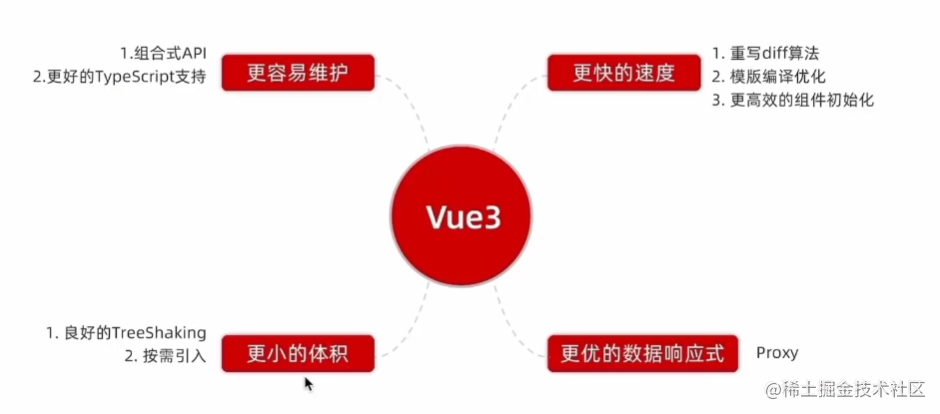 1.组合式API
2.更好的TypeScript支持
更容易维护
更快的速度
1. 重写diff算法
2. 模版编译优化
3. 更高效的组件初始化
Vue3
1. 良好的TreeShaking
2. 按需引入
更小的体积
更优的数据响应式
Proxy
@稀土掘金技术社区